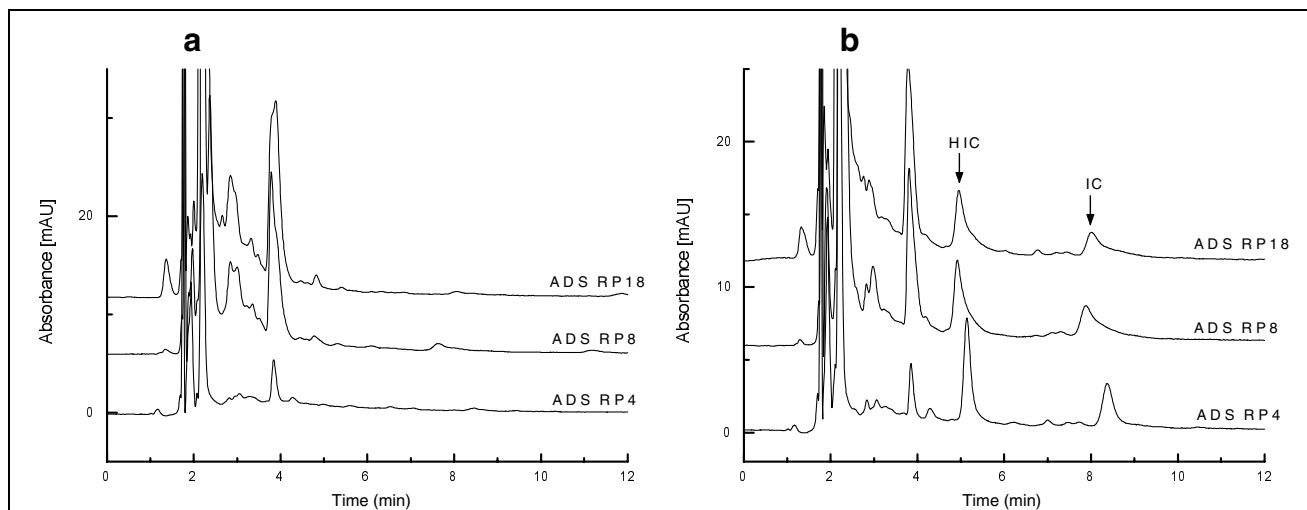 a
Absorbance [mAU]
20
0
ADS RP18
ADS RP8
ADS RP4
0 2 4 6 8 10 12
Time (min)
b
Absorbance [mAU]
20
10
0
HIC
IC
ADS RP18
ADS RP8
ADS RP4
0 2 4 6 8 10 12
Time (min)